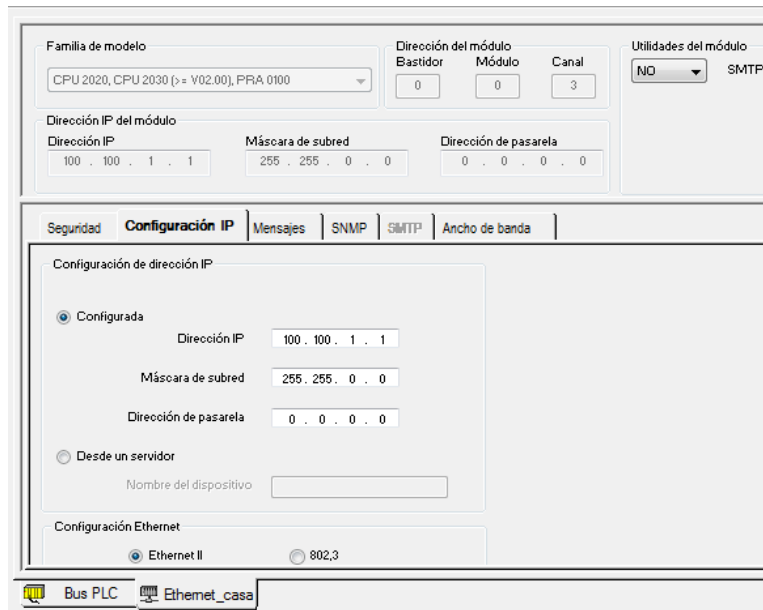 Familia de modelo
CPU 2020, CPU 2030 (>= V02.00), PRA 0100
Dirección del módulo
Bastidor Módulo Canal
0 0 3
Utilidades del módulo
NO SMTP
Dirección IP del módulo
Dirección IP Máscara de subred Dirección de pasarela
100 . 100 . 1 . 1 255 . 255 . 0 . 0 0 . 0 . 0 . 0
Seguridad Configuración IP Mensajes SNMP SMTP Ancho de banda
Configuración de dirección IP
Configurada
Dirección IP 100 . 100 . 1 . 1
Máscara de subred 255 . 255 . 0 . 0
Dirección de pasarela 0 . 0 . 0 . 0
Desde un servidor
Nombre del dispositivo
Configuración Ethernet
Ethernet II 802,3
Bus PLC Ethernet_casa